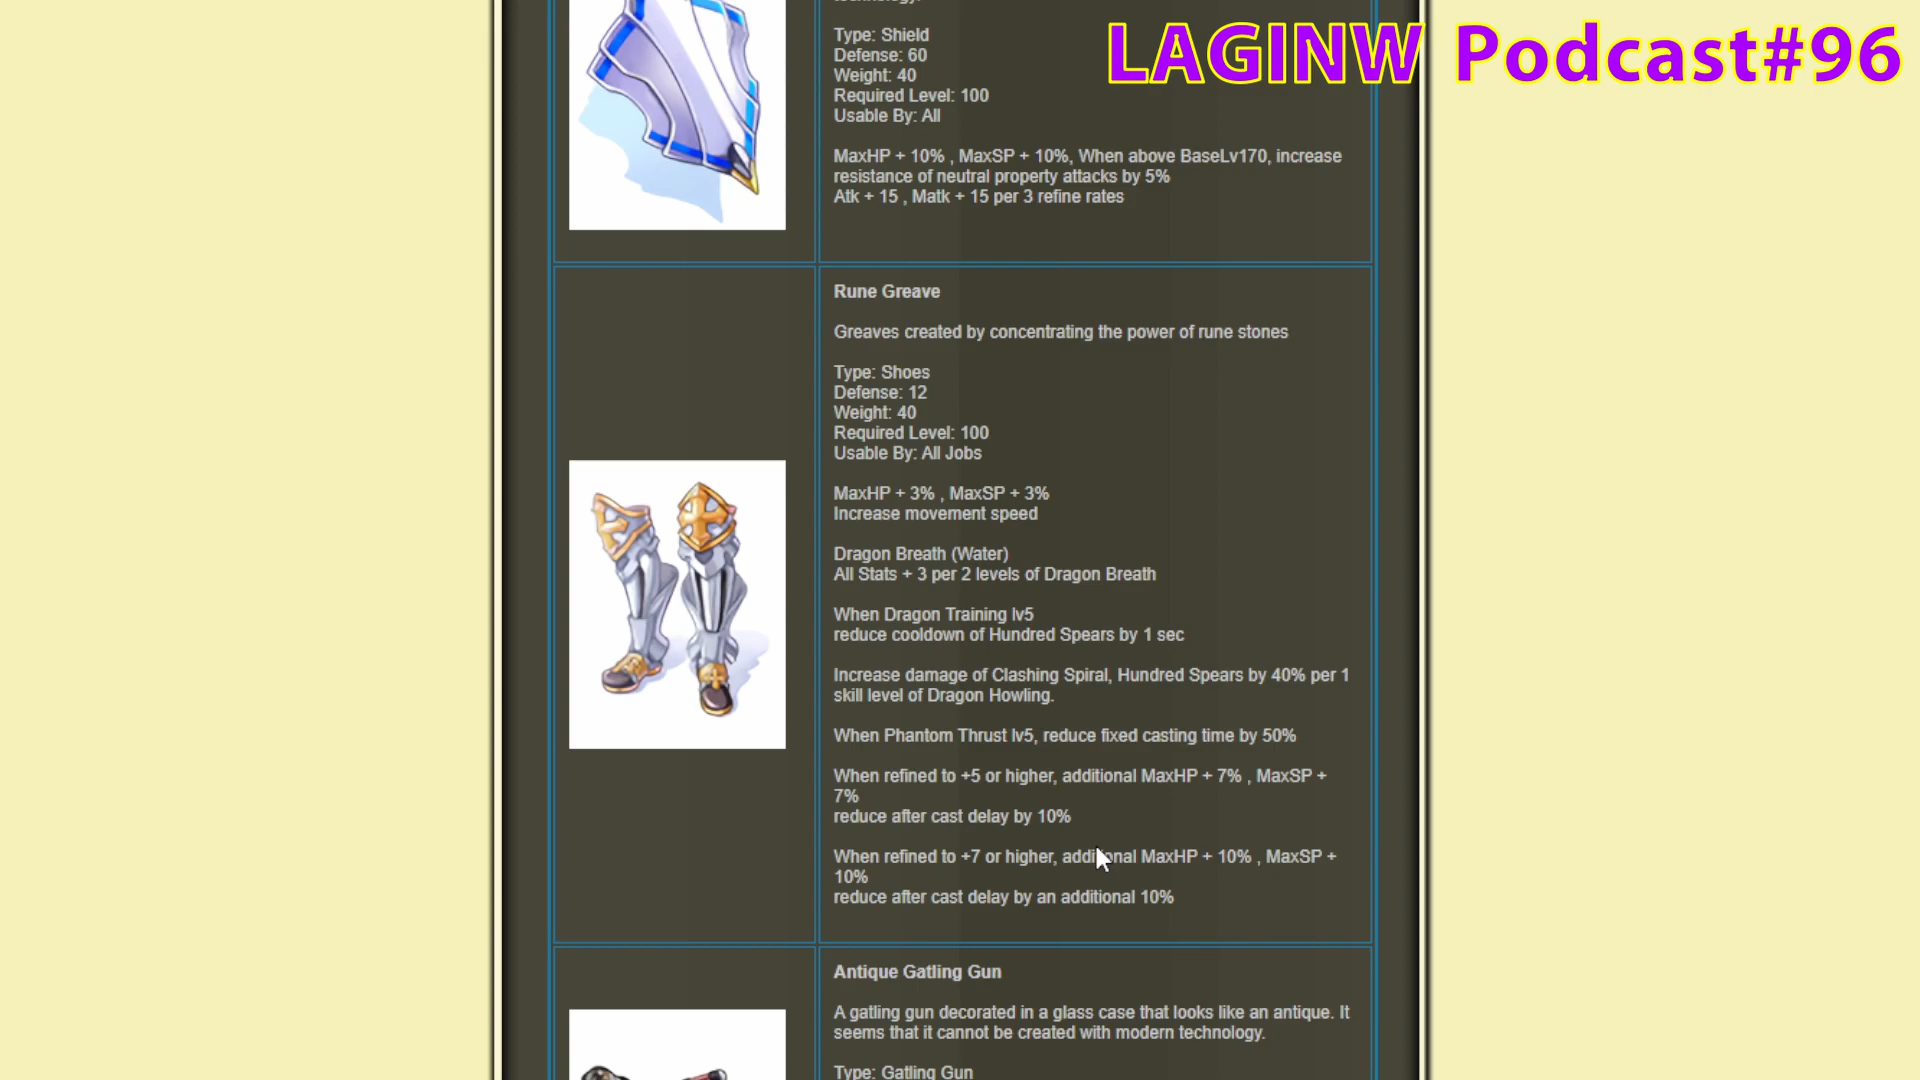 technology.
LAGINW Podcast#96
Type: Shield
Defense: 60
Weight: 40
Required Level: 100
Usable By: All
MaxHP + 10% , MaxSP + 10%, When above BaseLv170, increase
resistance of neutral property attacks by 5%
Atk + 15 , Matk + 15 per 3 refine rates
Rune Greave
Greaves created by concentrating the power of rune stones
Type: Shoes
Defense: 12
Weight: 40
Required Level: 100
Usable By: All Jobs
MaxHP + 3% , MaxSP + 3%
Increase movement speed
Dragon Breath (Water)
All Stats + 3 per 2 levels of Dragon Breath
When Dragon Training lv5
reduce cooldown of Hundred Spears by 1 sec
Increase damage of Clashing Spiral, Hundred Spears by 40% per 1
skill level of Dragon Howling.
When Phantom Thrust lv5, reduce fixed casting time by 50%
When refined to +5 or higher, additional MaxHP + 7% , MaxSP +
7%
reduce after cast delay by 10%
When refined to +7 or higher, additional MaxHP + 10% , MaxSP +
10%
reduce after cast delay by an additional 10%
Antique Gatling Gun
A gatling gun decorated in a glass case that looks like an antique. It
seems that it cannot be created with modern technology.
Type: Gatling Gun